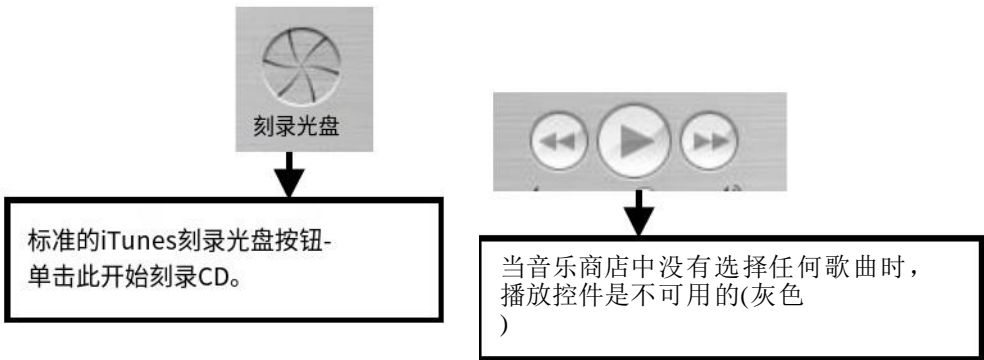 刻录光盘
标准的iTunes刻录光盘按钮-
单击此开始刻录CD。
当音乐商店中没有选择任何歌曲时，
播放控件是不可用的(灰色
)